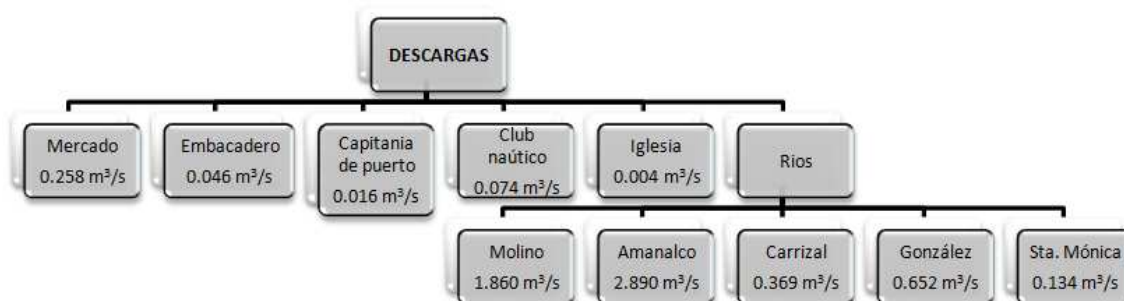 DESCARGAS
Mercado
0.258 m³/s
Embacadero
0.046 m³/s
Capitania
de puerto
0.016 m³/s
Club
naútico
0.074 m³/s
Iglesia
0.004 m³/s
Rios
Molino
1.860 m³/s
Amanalco
2.890 m³/s
Carrizal
0.369 m³/s
González
0.652 m³/s
Sta. Mónica
0.134 m³/s